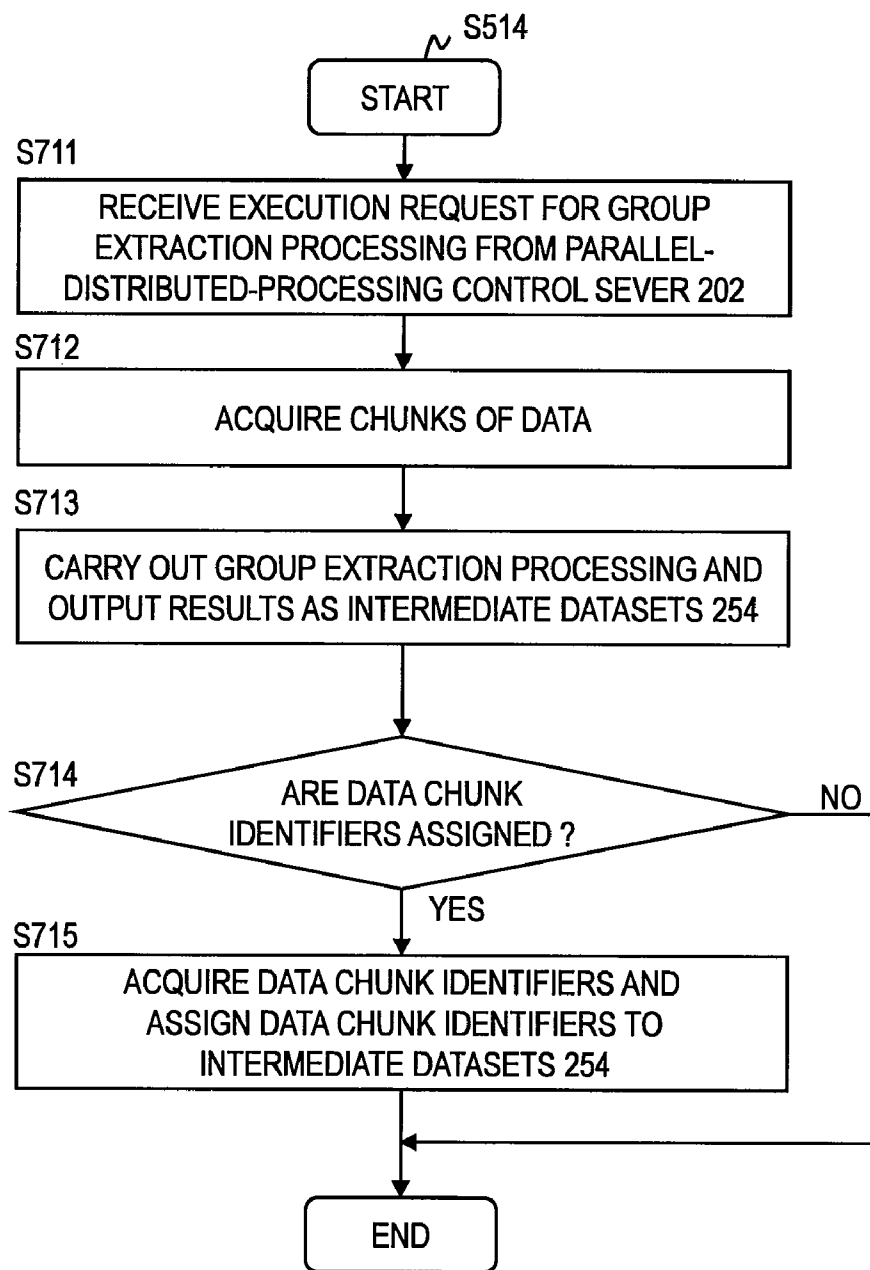 S514
START
S711
RECEIVE EXECUTION REQUEST FOR GROUP
EXTRACTION PROCESSING FROM PARALLEL-
DISTRIBUTED-PROCESSING CONTROL SEVER 202
S712
ACQUIRE CHUNKS OF DATA
S713
CARRY OUT GROUP EXTRACTION PROCESSING AND
OUTPUT RESULTS AS INTERMEDIATE DATASETS 254
S714
ARE DATA CHUNK
IDENTIFIERS ASSIGNED ?
NO
YES
S715
ACQUIRE DATA CHUNK IDENTIFIERS AND
ASSIGN DATA CHUNK IDENTIFIERS TO
INTERMEDIATE DATASETS 254
END